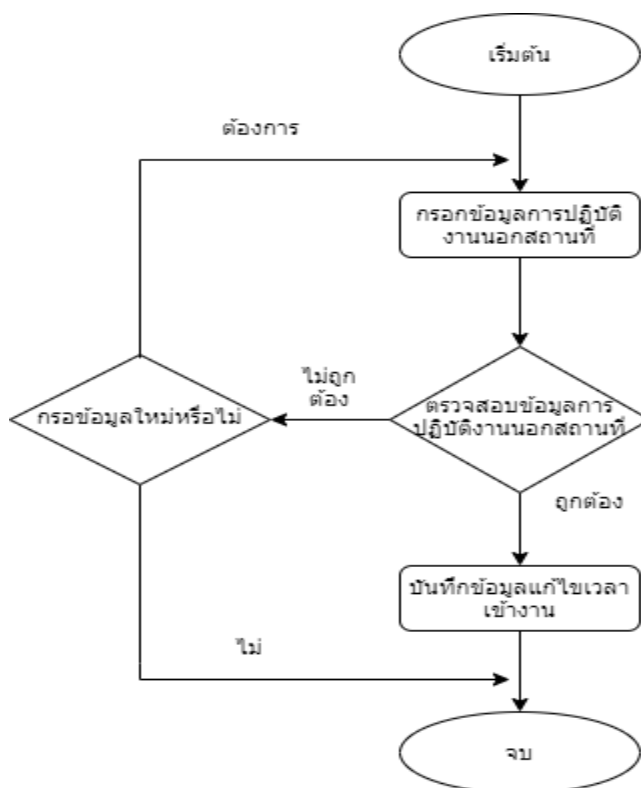 เริ่มต้น
ต้องการ
กรอกข้อมูลการปฏิบัติ
งานนอกสถานที่
ไม่ถูก
ต้อง
กรอข้อมูลใหม่หรือไม่
ตรวจสอบข้อมูลการ
ปฏิบัติงานนอกสถานที่
ถูกต้อง
บันทึกข้อมูลแก้ไขเวลา
เข้างาน
ไม่
จบ